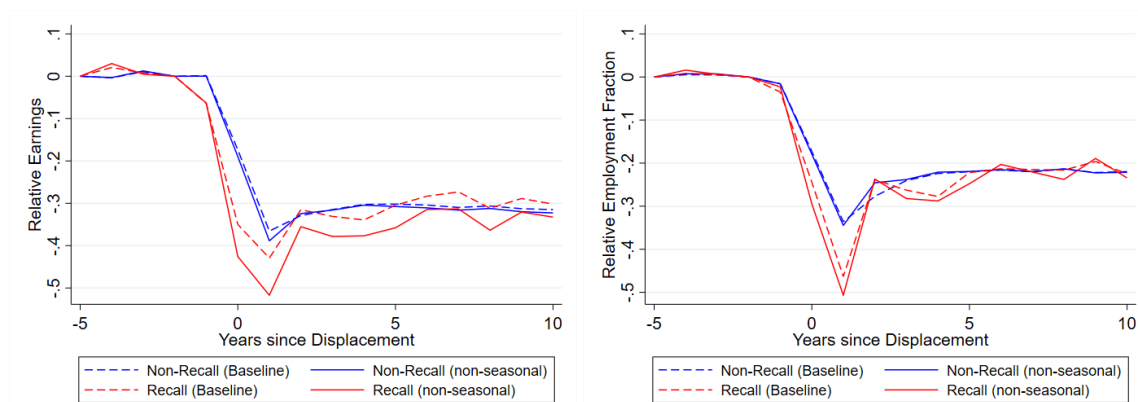 .1
0
-.1
-.2
-.3
-.4
-.5
Relative Earnings
-5
0
5
10
Years since Displacement
Non-Recall (Baseline)
Non-Recall (non-seasonal)
Recall (Baseline)
Recall (non-seasonal)
.1
0
-.1
-.2
-.3
-.4
-.5
Relative Employment Fraction
-5
0
5
10
Years since Displacement
Non-Recall (Baseline)
Non-Recall (non-seasonal)
Recall (Baseline)
Recall (non-seasonal)